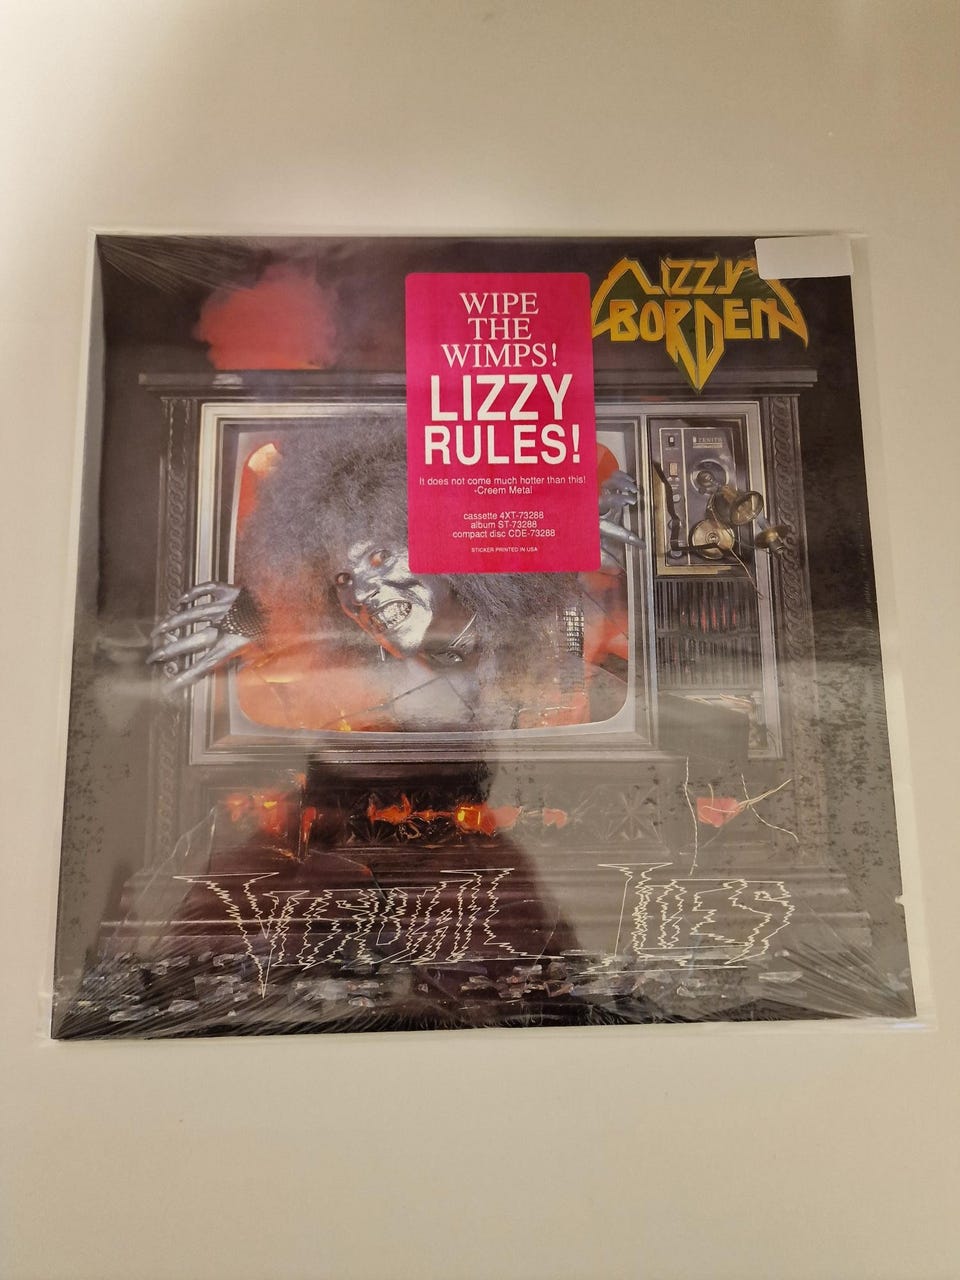 LIZZY
BORDEN
WIPE
THE
WIMPS!
LIZZY
RULES!
It does not come much hotter than this!
-Creem Metal
cassette 4XT-73288
album ST-73288
compact disc CDE-73288
STICKER PRINTED IN USA
ZENITH
VISUAL LIES